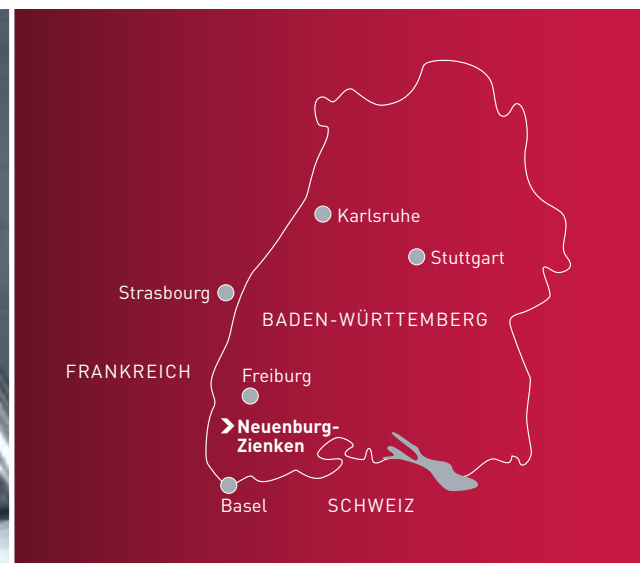 Karlsruhe
Stuttgart
Strasbourg
BADEN-WÜRTTEMBERG
FRANKREICH
Freiburg
Neuenburg-
Zienken
Basel
SCHWEIZ